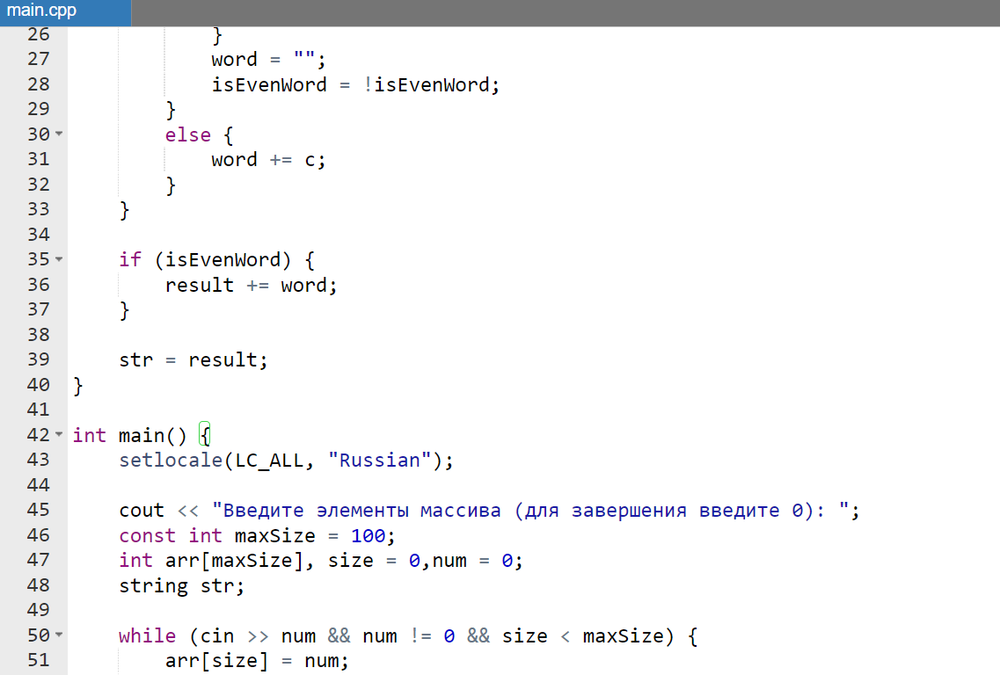 main.cpp
26 }
27 word = "";
28 isEvenWord = !isEvenWord;
29 }
30 else {
31 word += c;
32 }
33 }
34
35 if (isEvenWord) {
36 result += word;
37 }
38
39 str = result;
40 }
41
42 int main() {
43 setlocale(LC_ALL, "Russian");
44
45 cout << "Введите элементы массива (для завершения введите 0): ";
46 const int maxSize = 100;
47 int arr[maxSize], size = 0,num = 0;
48 string str;
49
50 while (cin >> num && num != 0 && size < maxSize) {
51 arr[size] = num;